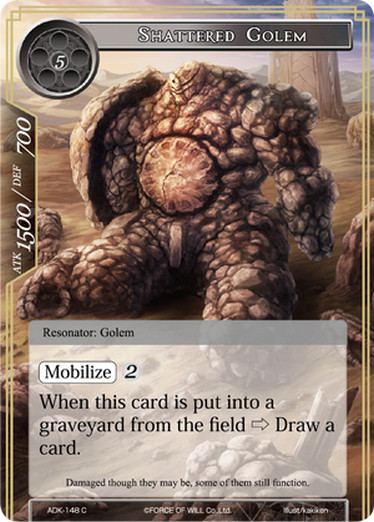 Shattered Golem
5
ATK 1500 / DEF 700
Resonator: Golem
Mobilize 2
When this card is put into a
graveyard from the field ⇨ Draw a
card.
Damaged though they may be, some of them still function.
ADK-148 C ©FORCE OF WILL Co.,Ltd. Illust/kakiken